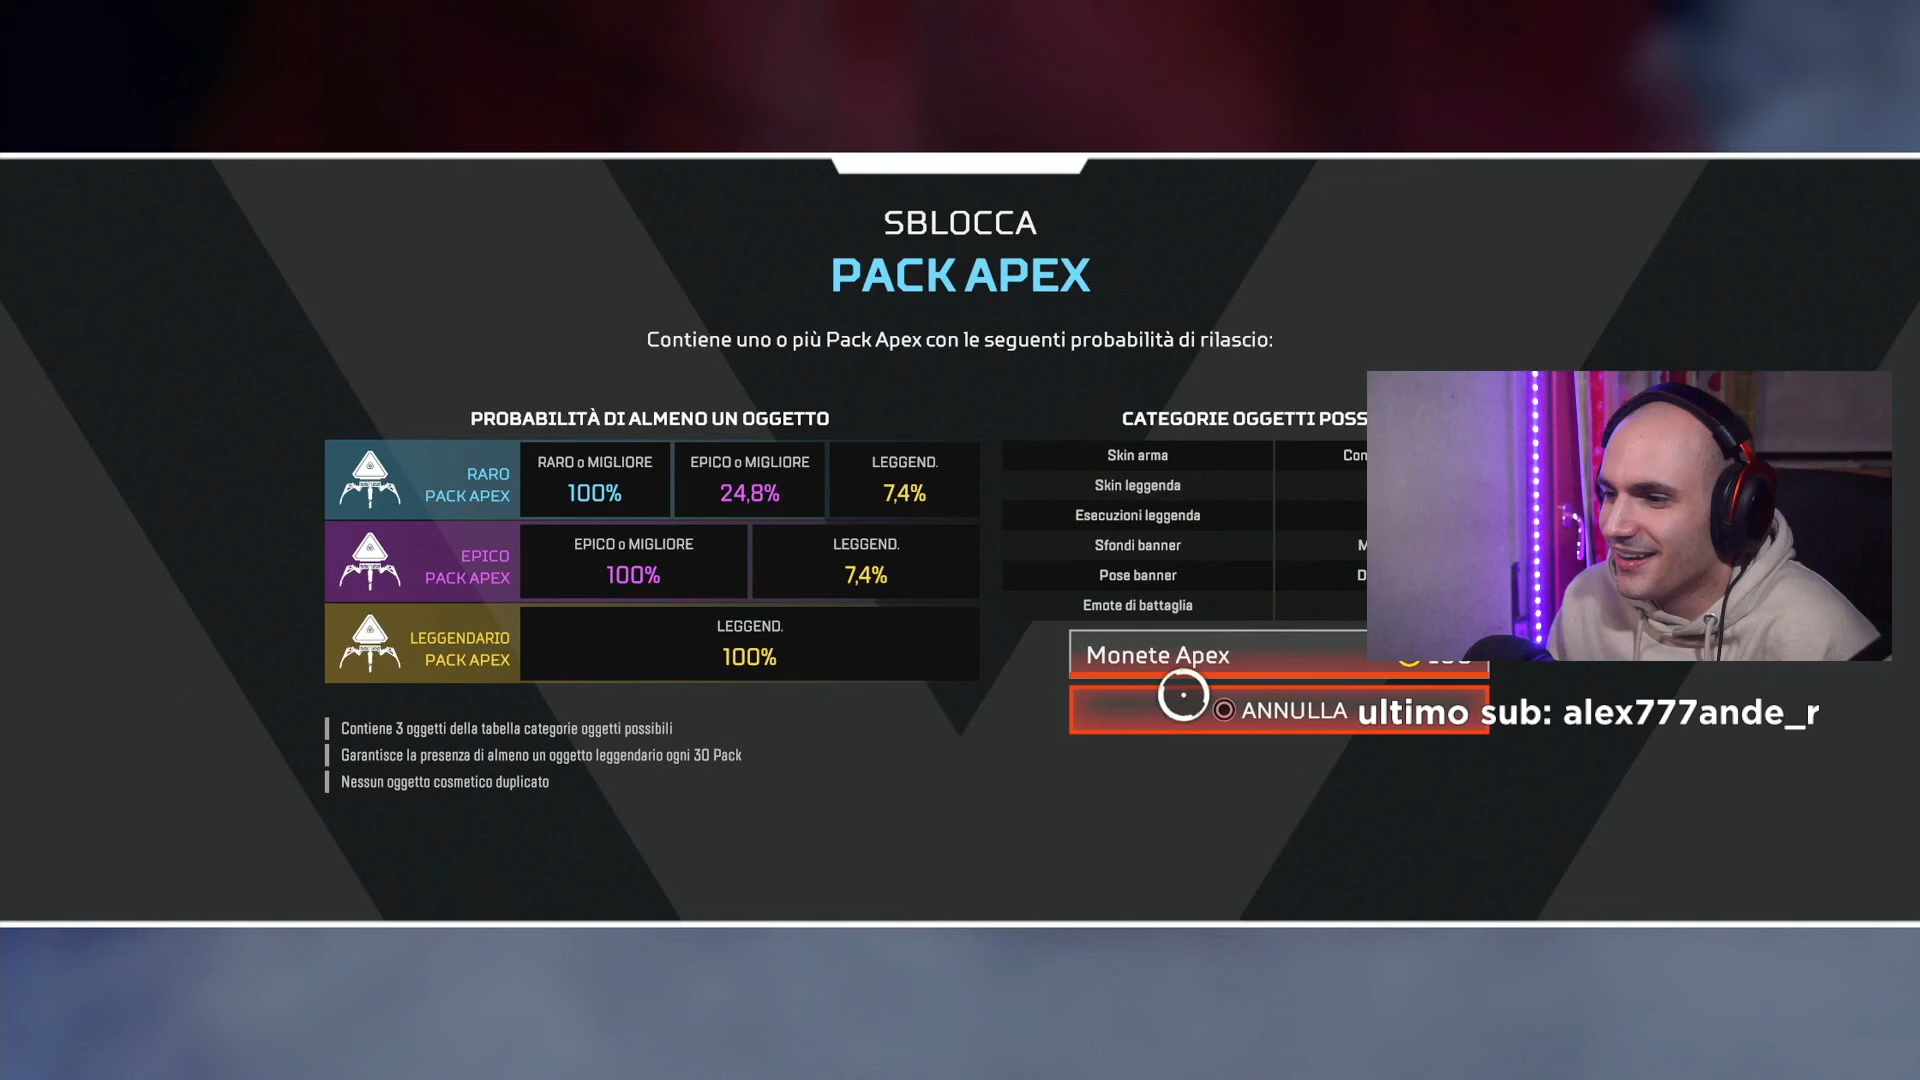 SBLOCCA
PACK APEX
Contiene uno o più Pack Apex con le seguenti probabilità di rilascio:
PROBABILITÀ DI ALMENO UN OGGETTO
RARO
PACK APEX
RARO o MIGLIORE
100%
EPICO o MIGLIORE
24,8%
LEGGEND.
7,4%
EPICO
PACK APEX
EPICO o MIGLIORE
100%
LEGGEND.
7,4%
LEGGENDARIO
PACK APEX
LEGGEND.
100%
Contiene 3 oggetti della tabella categorie oggetti possibili
Garantisce la presenza di almeno un oggetto leggendario ogni 30 Pack
Nessun oggetto cosmetico duplicato
CATEGORIE OGGETTI
Skin arma
Skin leggenda
Esecuzioni leggenda
Sfondi banner
Pose banner
Emote di battaglia
Monete Apex
ANNULLA
ultimo sub: alex777ande_r